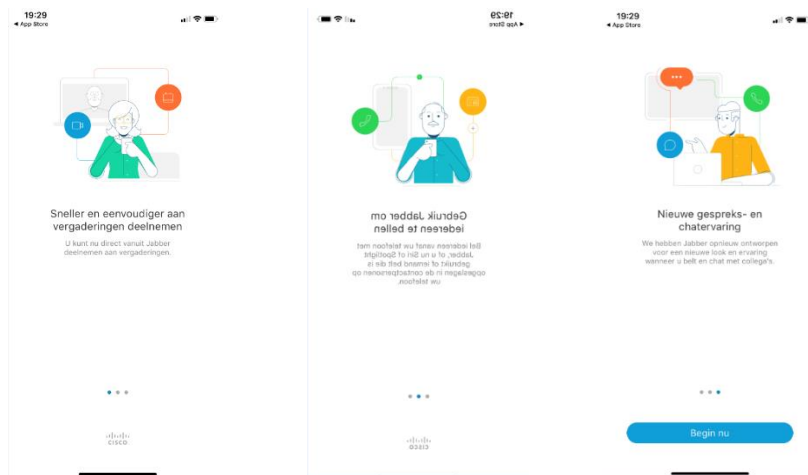 19:29
◀ App Store
Sneller en eenvoudiger aan
vergaderingen deelnemen
U kunt nu direct vanuit Jabber
deelnemen aan vergaderingen.
CISCO
19:29
◀ App Store
Gebruik Jabber om
iedereen te bellen
Bel iedereen vanaf uw telefoon met
Jabber, of u nu Siri of Spotlight
gebruikt of iemand belt die is
opgeslagen in de contactpersonen op
uw telefoon.
CISCO
19:29
◀ App Store
Nieuwe gespreks- en
chatervaring
We hebben Jabber opnieuw ontworpen
voor een nieuwe look en ervaring
wanneer u belt en chat met collega's.
Begin nu